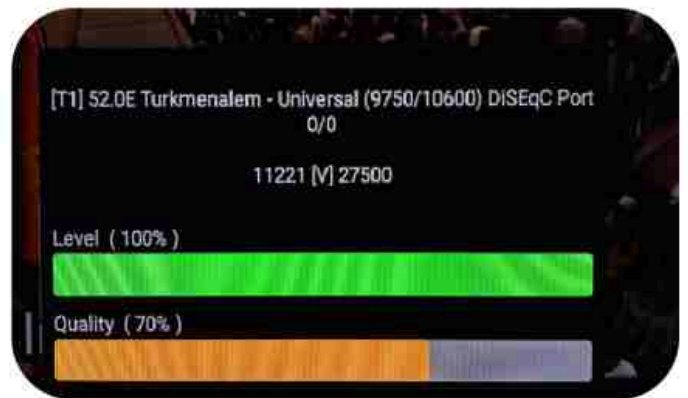 [T1] 52.0E Turkmenalem - Universal (9750/10600) DiSEqC Port
0/0
11221 [V] 27500
Level ( 100% )
Quality ( 70% )